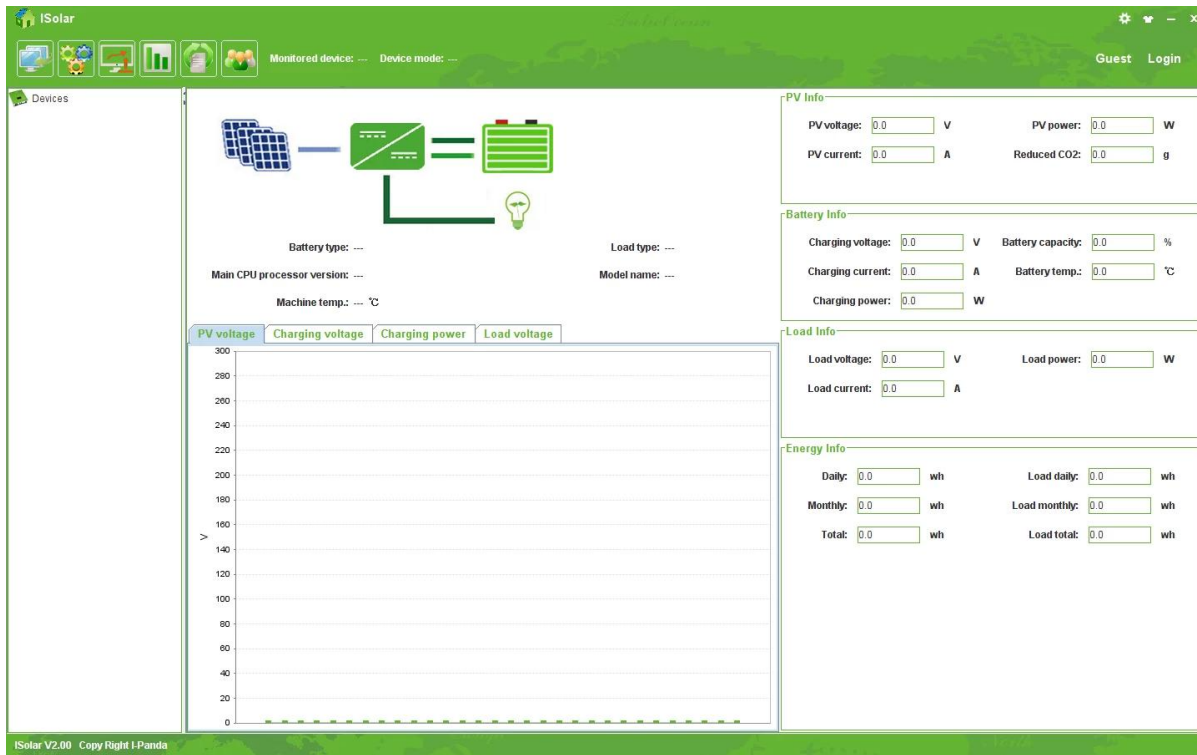 ISolar
Monitored device: --- Device mode: ---
Guest Login
Devices
Battery type: --- Load type: ---
Main CPU processor version: --- Model name: ---
Machine temp.: --- ℃
PV voltage Charging voltage Charging power Load voltage
300
280
260
240
220
200
180
160
V
140
120
100
80
60
40
20
0
PV Info
PV voltage: 0.0 V PV power: 0.0 W
PV current: 0.0 A Reduced CO2: 0.0 g
Battery Info
Charging voltage: 0.0 V Battery capacity: 0.0 %
Charging current: 0.0 A Battery temp.: 0.0 ℃
Charging power: 0.0 W
Load Info
Load voltage: 0.0 V Load power: 0.0 W
Load current: 0.0 A
Energy Info
Daily: 0.0 wh Load daily: 0.0 wh
Monthly: 0.0 wh Load monthly: 0.0 wh
Total: 0.0 wh Load total: 0.0 wh
ISolar V2.00 Copy Right I-Panda